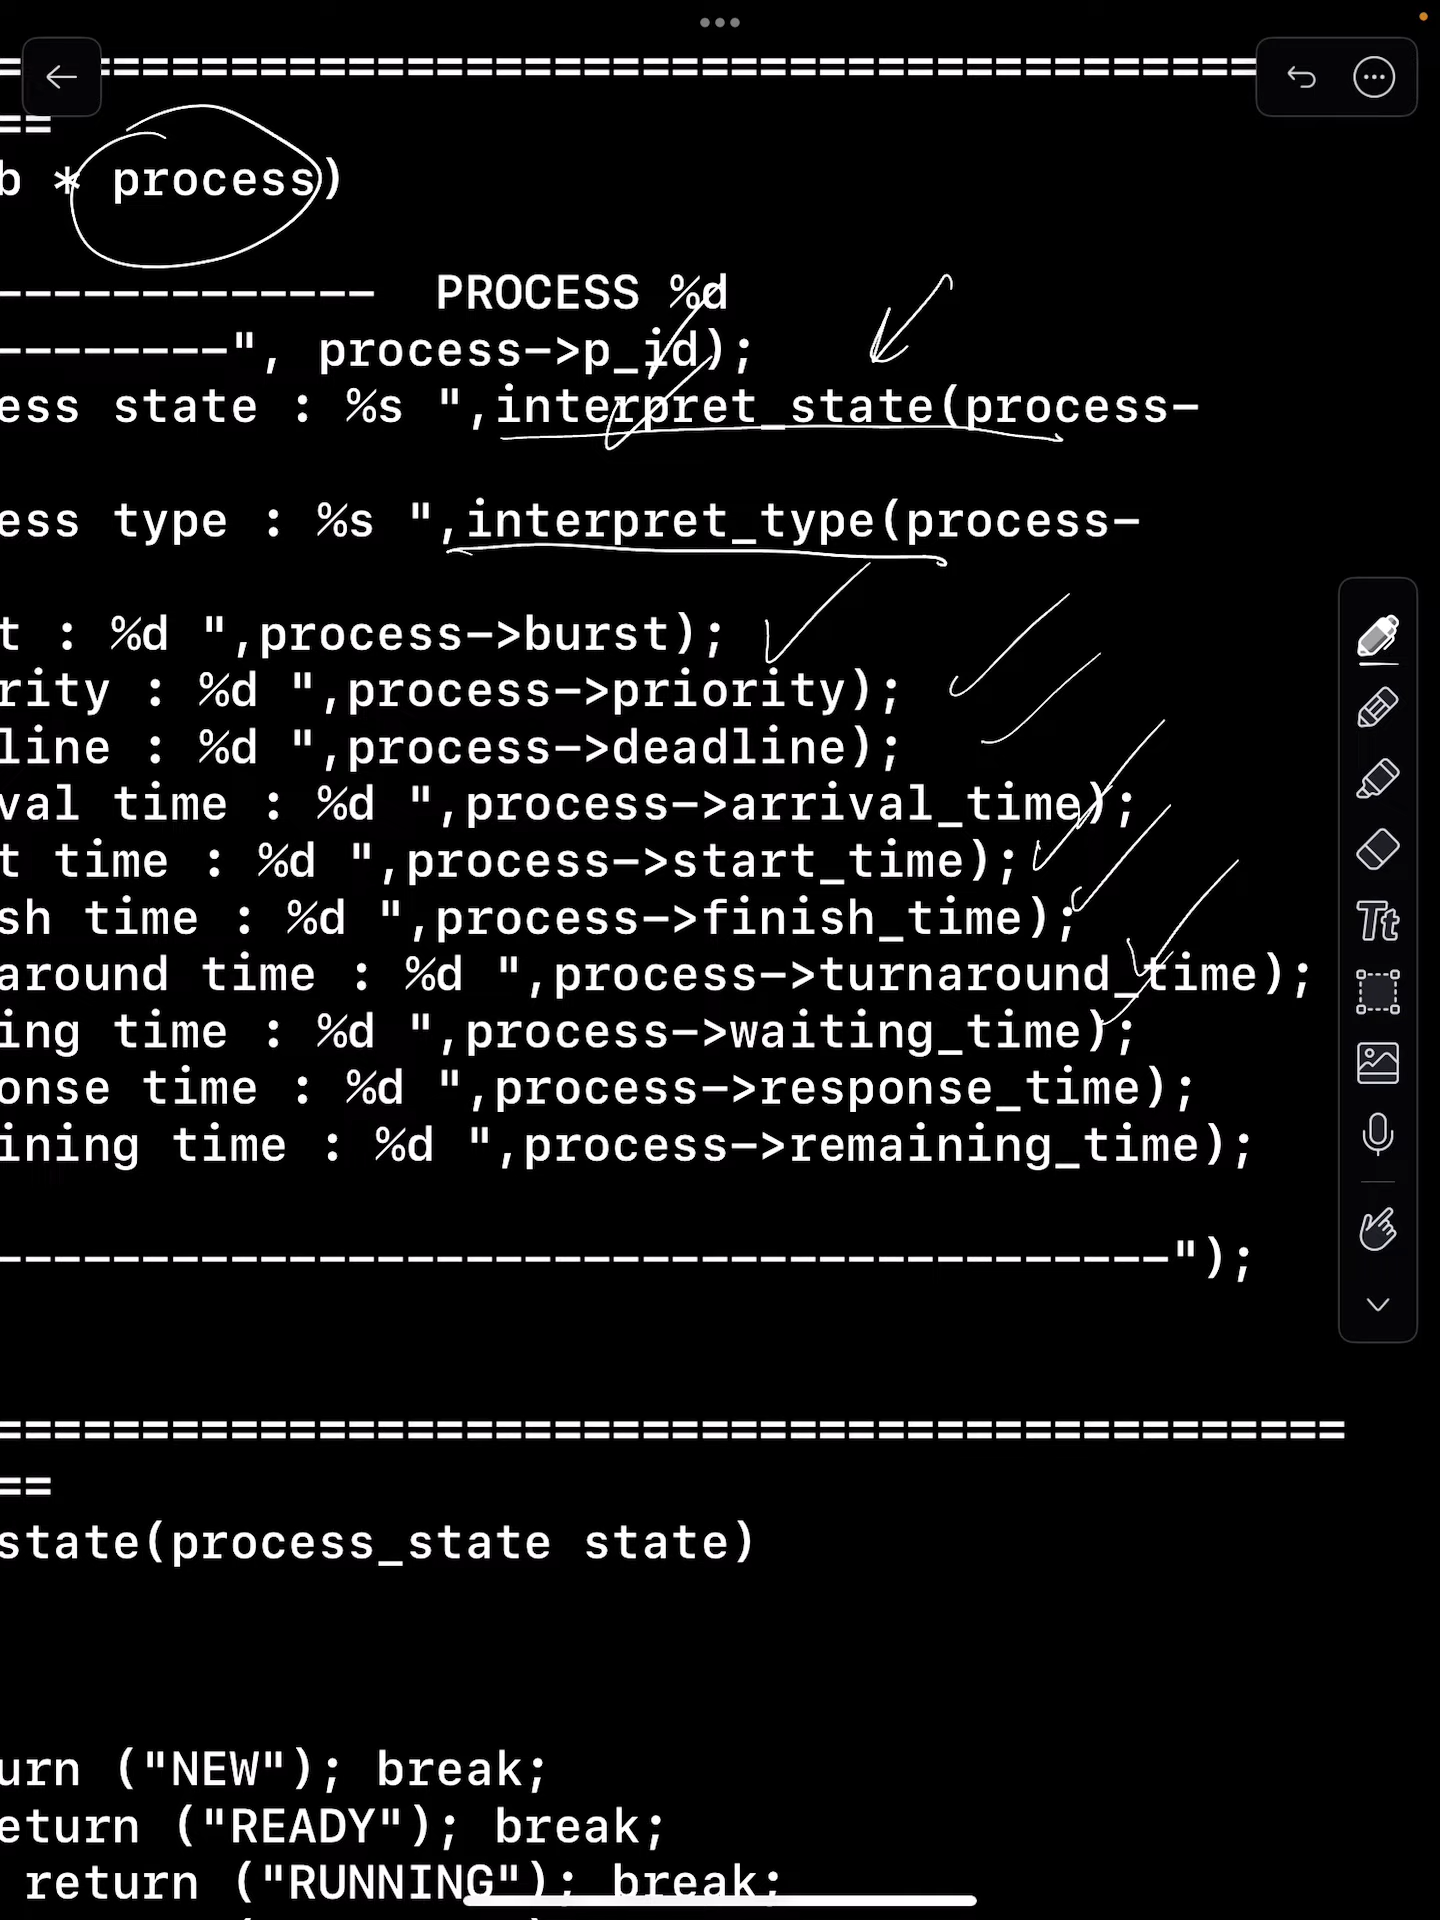 =======================================
==
b * process)
------------- PROCESS %d
--------", process->p_id);
ess state : %s ",interpret_state(process-
ess type : %s ",interpret_type(process-
t : %d ",process->burst);
rity : %d ",process->priority);
line : %d ",process->deadline);
val time : %d ",process->arrival_time);
t time : %d ",process->start_time);
sh time : %d ",process->finish_time);
around time : %d ",process->turnaround_time);
ing time : %d ",process->waiting_time);
onse time : %d ",process->response_time);
ining time : %d ",process->remaining_time);
----------------------------------------");
==============================================
==
state(process_state state)
urn ("NEW"); break;
eturn ("READY"); break;
return ("RUNNING"); break;
Tt